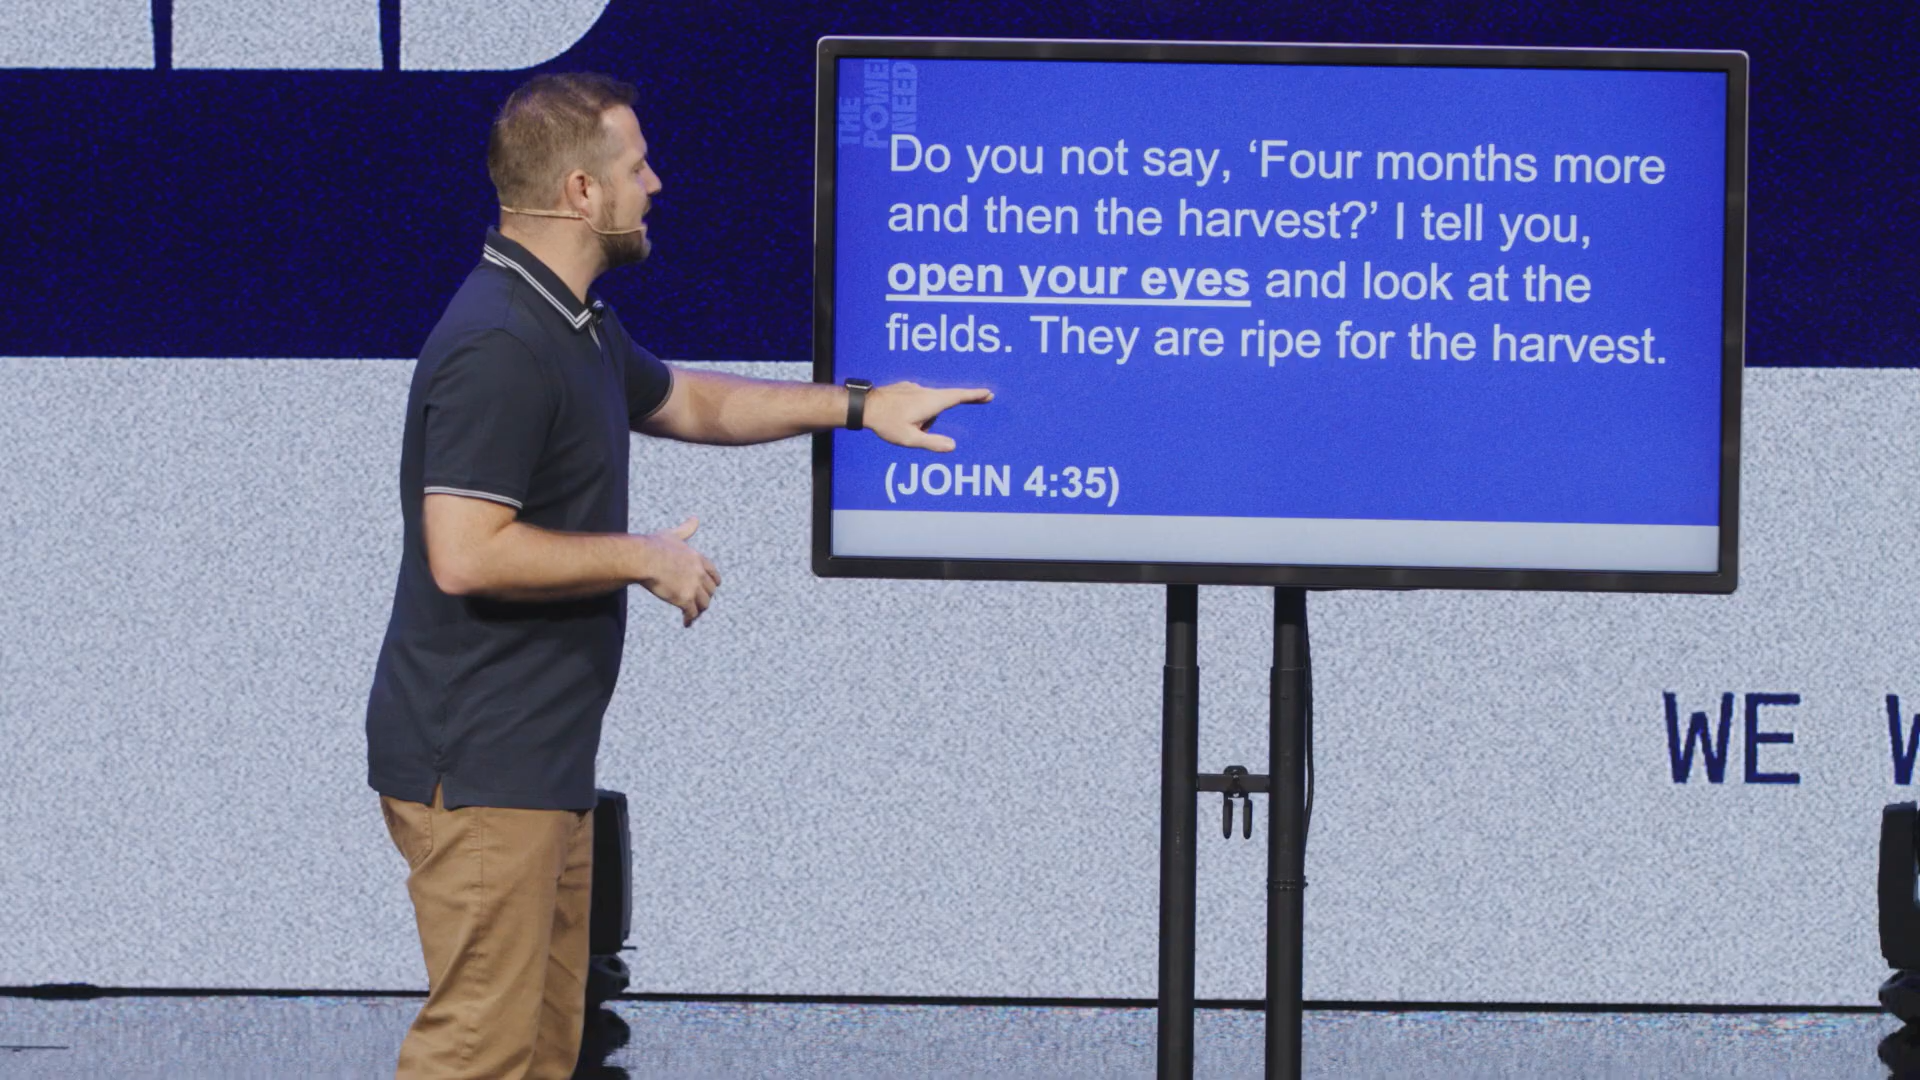 THE
POWE
NEED
Do you not say, ‘Four months more
and then the harvest?’ I tell you,
open your eyes and look at the
fields. They are ripe for the harvest.
(JOHN 4:35)
WE W